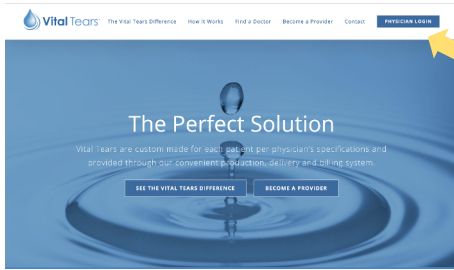 Vital Tears
The Vital Tears Difference
How It Works
Find a Doctor
Become a Provider
Contact
PHYSICIAN LOGIN
The Perfect Solution
Vital Tears are custom made for each patient per physician's specifications and
provided through our convenient production, delivery and billing system.
SEE THE VITAL TEARS DIFFERENCE
BECOME A PROVIDER